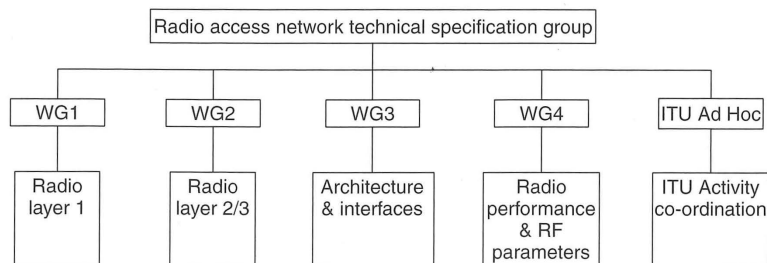 Radio access network technical specification group
WG1
WG2
WG3
WG4
ITU Ad Hoc
Radio
layer 1
Radio
layer 2/3
Architecture
& interfaces
Radio
performance
& RF
parameters
ITU Activity
co-ordination